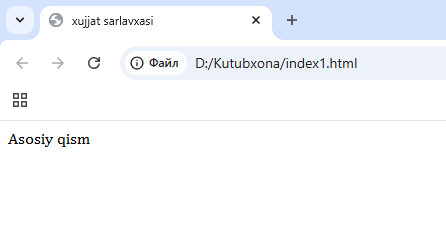 xujjat sarlavxasi
Файл D:/Kutubxona/index1.html
Asosiy qism